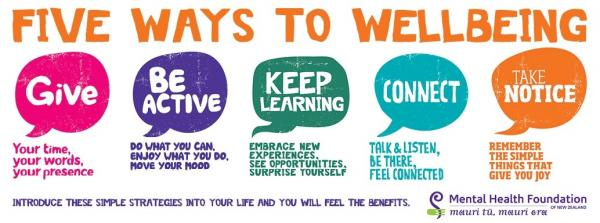 FIVE WAYS TO WELLBEING
Give
Your time,
your words,
your presence
BE
ACTIVE
DO WHAT YOU CAN,
ENJOY WHAT YOU DO,
MOVE YOUR MOOD
KEEP
LEARNING
EMBRACE NEW
EXPERIENCES,
SEE OPPORTUNITIES,
SURPRISE YOURSELF
CONNECT
TALK & LISTEN,
BE THERE,
FEEL CONNECTED
TAKE
NOTICE
REMEMBER
THE SIMPLE
THINGS THAT
GIVE YOU JOY
INTRODUCE THESE SIMPLE STRATEGIES INTO YOUR LIFE AND YOU WILL FEEL THE BENEFITS.
Mental Health Foundation
OF NEW ZEALAND
mauri tū, mauri ora